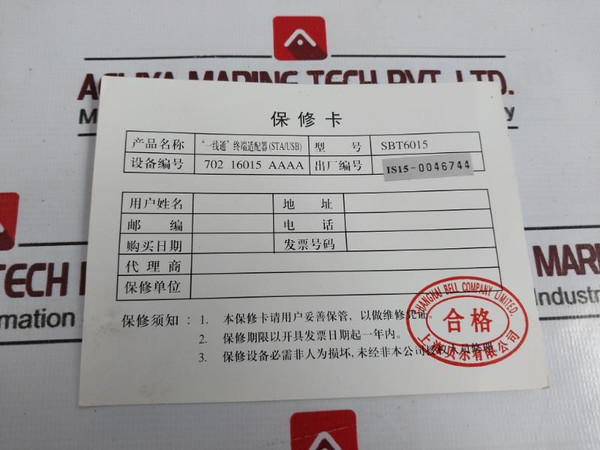 ACHYA MARINE TECH PVT. LTD.
保修卡
产品名称 “一线通”终端适配器(STA/USB) 型号 SBT6015
设备编号 702 16015 AAAA 出厂编号 IS15-0046744
用户姓名 地址
邮编 电话
购买日期 发票号码
代理商
保修单位
保修须知： 1. 本保修卡请用户妥善保管，以做维修凭证。
2. 保修期限以开具发票日期起一年内。
3. 保修设备必需非人为损坏,未经非本公司授权人员修理
SHANGHAI BELL COMPANY LIMITED.
合格
上海贝尔有限公司
TECH P
MARI
mation
Industr